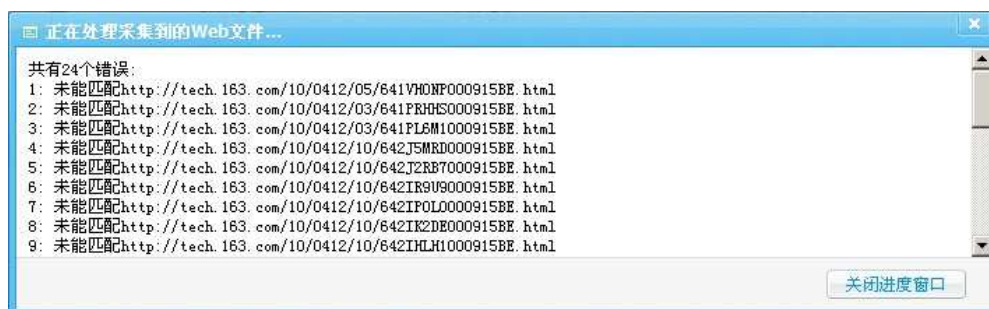 正在处理采集到的Web文件...
共有24个错误:
1: 未能匹配http://tech.163.com/10/0412/05/641VHONP000915BE.html
2: 未能匹配http://tech.163.com/10/0412/03/641PRHHS000915BE.html
3: 未能匹配http://tech.163.com/10/0412/03/641PL6M1000915BE.html
4: 未能匹配http://tech.163.com/10/0412/10/642J5MRD000915BE.html
5: 未能匹配http://tech.163.com/10/0412/10/642J2RB7000915BE.html
6: 未能匹配http://tech.163.com/10/0412/10/642IR9U9000915BE.html
7: 未能匹配http://tech.163.com/10/0412/10/642IPOLO000915BE.html
8: 未能匹配http://tech.163.com/10/0412/10/642IK2DE000915BE.html
9: 未能匹配http://tech.163.com/10/0412/10/642IHLH1000915BE.html
关闭进度窗口